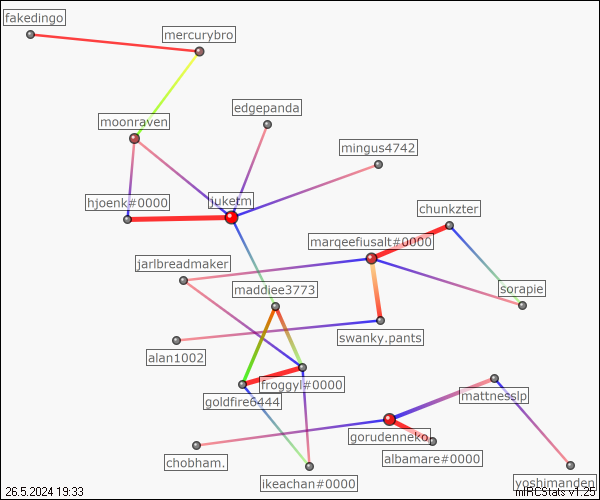 fakedingo
mercurybro
edgepanda
moonraven
mingus4742
hjoenk#0000
juketm
chunkzter
marqeefiusalt#0000
jarlbreadmaker
maddiee3773
sorapie
swanky.pants
alan1002
froggyl#0000
goldfire6444
mattnesslp
gorudenneko
albamare#0000
chobham.
ikeachan#0000
yoshimanden
26.5.2024 19:33
mIRCStats v1.25